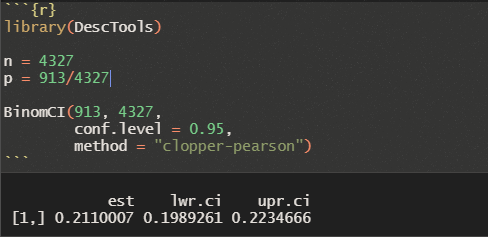 ```{r}
library(DescTools)
n = 4327
p = 913/4327
BinomCI(913, 4327,
        conf.level = 0.95,
        method = "clopper-pearson")
```
           est    lwr.ci    upr.ci
[1,] 0.2110007 0.1989261 0.2234666